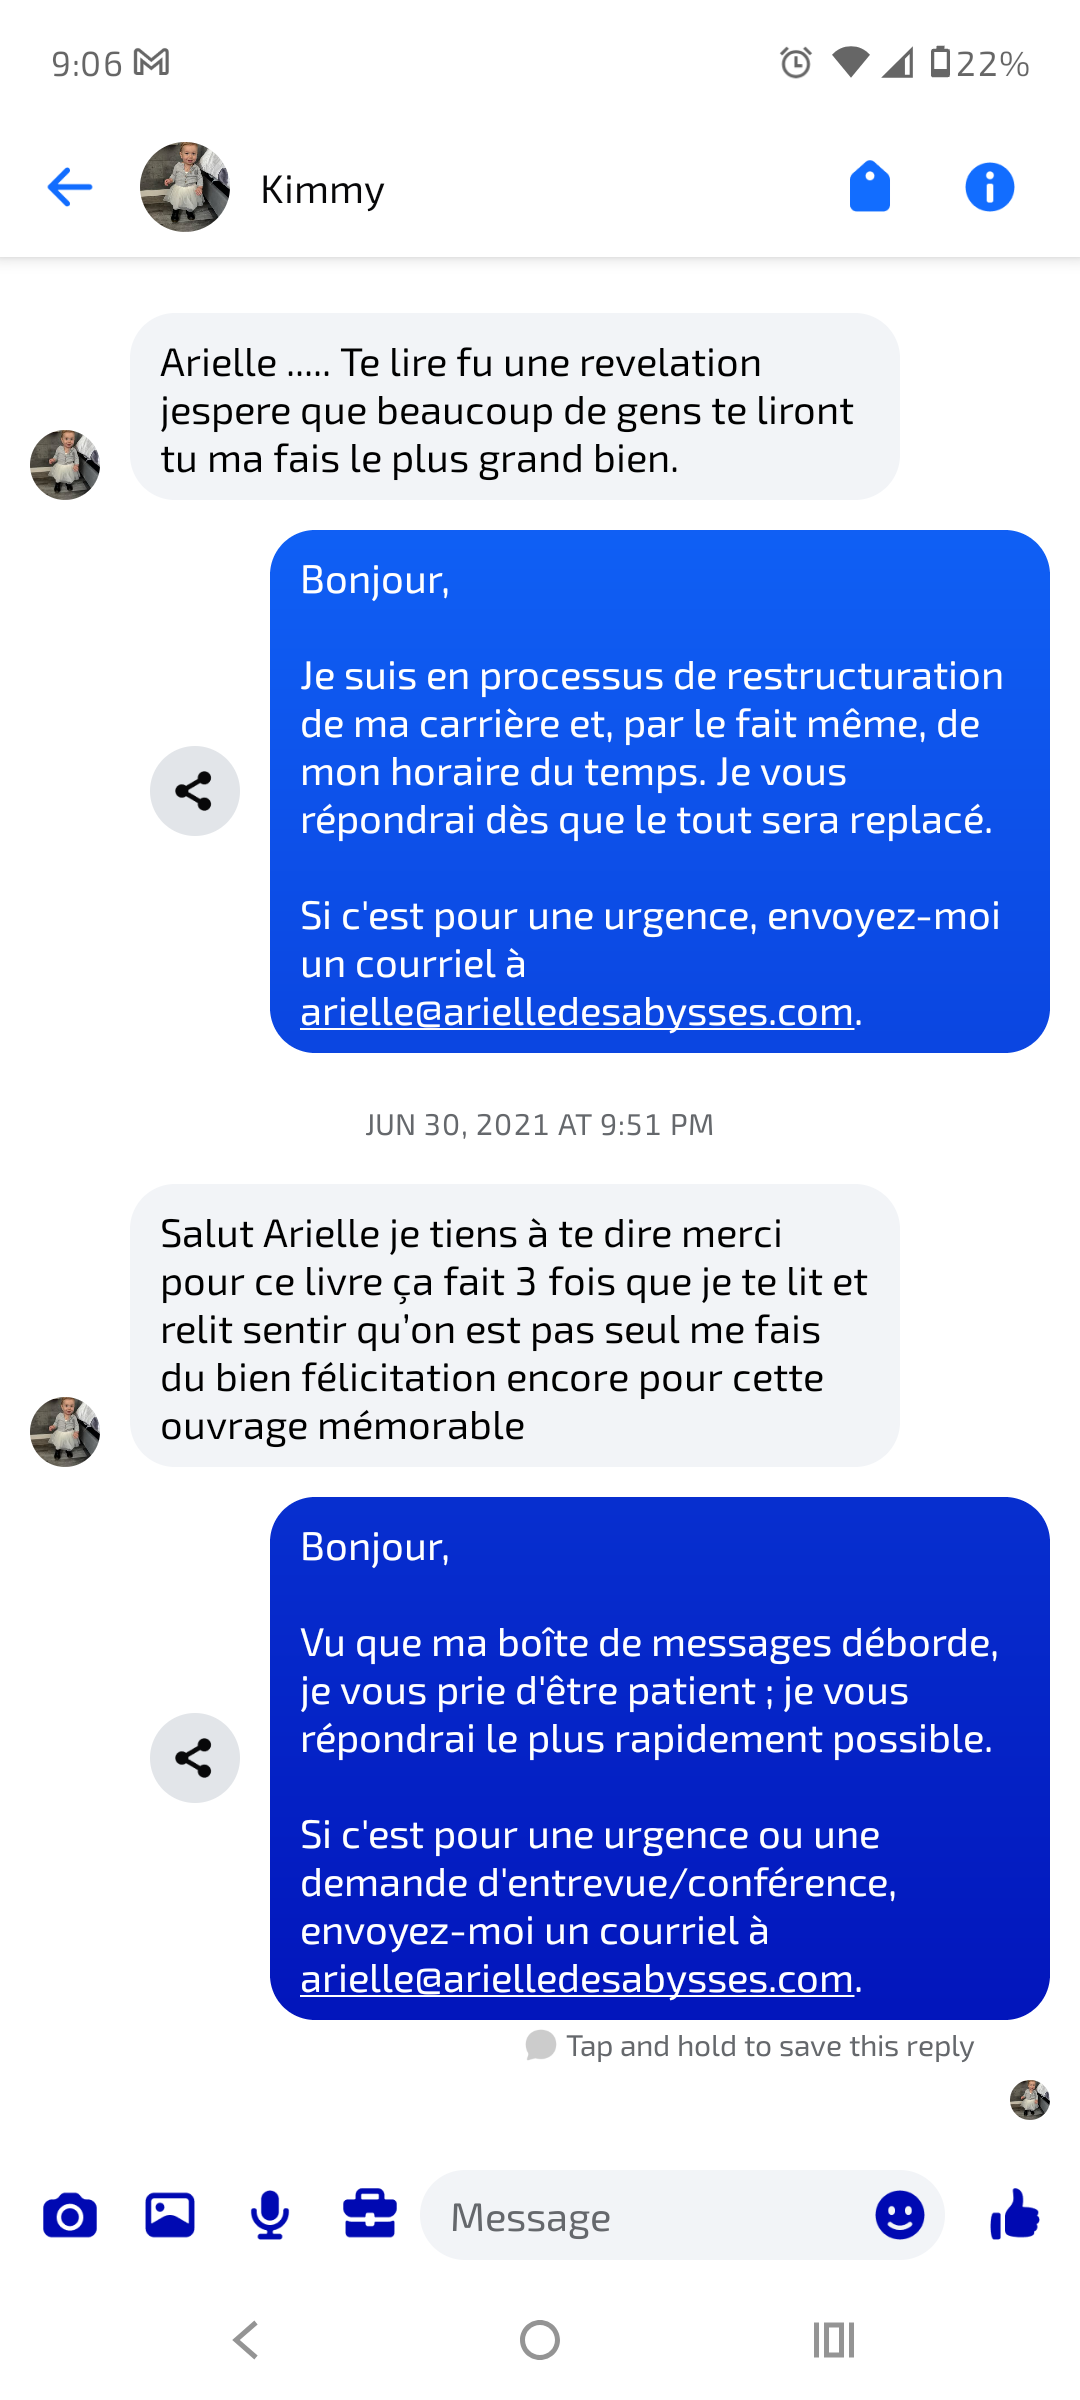 9:06
22%
Kimmy
Arielle ..... Te lire fu une revelation
jespere que beaucoup de gens te liront
tu ma fais le plus grand bien.
Bonjour,
Je suis en processus de restructuration
de ma carrière et, par le fait même, de
mon horaire du temps. Je vous
répondrai dès que le tout sera replacé.
Si c'est pour une urgence, envoyez-moi
un courriel à
arielle@arielledesabysses.com.
JUN 30, 2021 AT 9:51 PM
Salut Arielle je tiens à te dire merci
pour ce livre ça fait 3 fois que je te lit et
relit sentir qu’on est pas seul me fais
du bien félicitation encore pour cette
ouvrage mémorable
Bonjour,
Vu que ma boîte de messages déborde,
je vous prie d'être patient ; je vous
répondrai le plus rapidement possible.
Si c'est pour une urgence ou une
demande d'entrevue/conférence,
envoyez-moi un courriel à
arielle@arielledesabysses.com.
Tap and hold to save this reply
Message